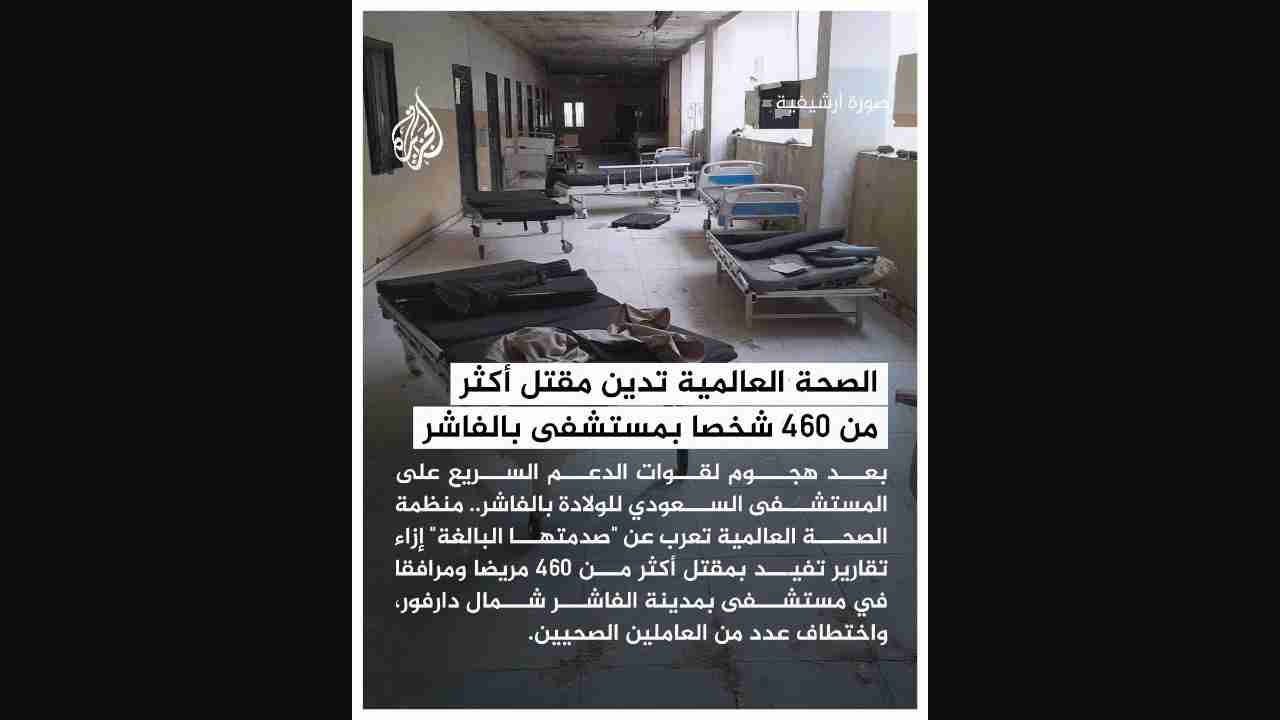 صورة أرشيفية
الجزيرة
الصحة العالمية تدين مقتل أكثر
من 460 شخصا بمستشفى بالفاشر
بعد هجوم لقوات الدعم السريع على
المستشفى السعودي للولادة بالفاشر.. منظمة
الصحة العالمية تعرب عن "صدمتها البالغة" إزاء
تقارير تفيد بمقتل أكثر من 460 مريضا ومرافقا
في مستشفى بمدينة الفاشر شمال دارفور،
واختطاف عدد من العاملين الصحيين.